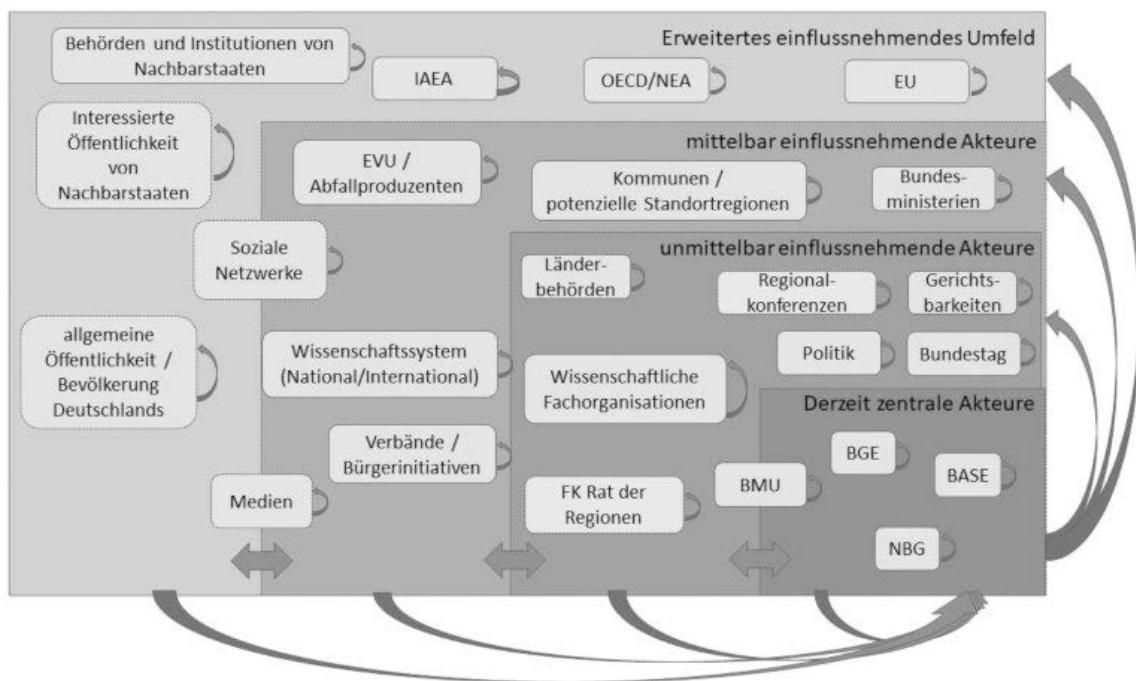 Erweitertes einflussnehmendes Umfeld
Behörden und Institutionen von
Nachbarstaaten
IAEA
OECD/NEA
EU
Interessierte
Öffentlichkeit
von
Nachbarstaaten
mittelbar einflussnehmende Akteure
EVU /
Abfallproduzenten
Kommunen /
potenzielle Standortregionen
Bundes-
ministerien
Soziale
Netzwerke
unmittelbar einflussnehmende Akteure
Länder-
behörden
Regional-
konferenzen
Gerichts-
barkeiten
allgemeine
Öffentlichkeit /
Bevölkerung
Deutschlands
Wissenschaftssystem
(National/International)
Wissenschaftliche
Fachorganisationen
Politik
Bundestag
Derzeit zentrale Akteure
Verbände /
Bürgerinitiativen
BGE
BASE
Medien
FK Rat der
Regionen
BMU
NBG